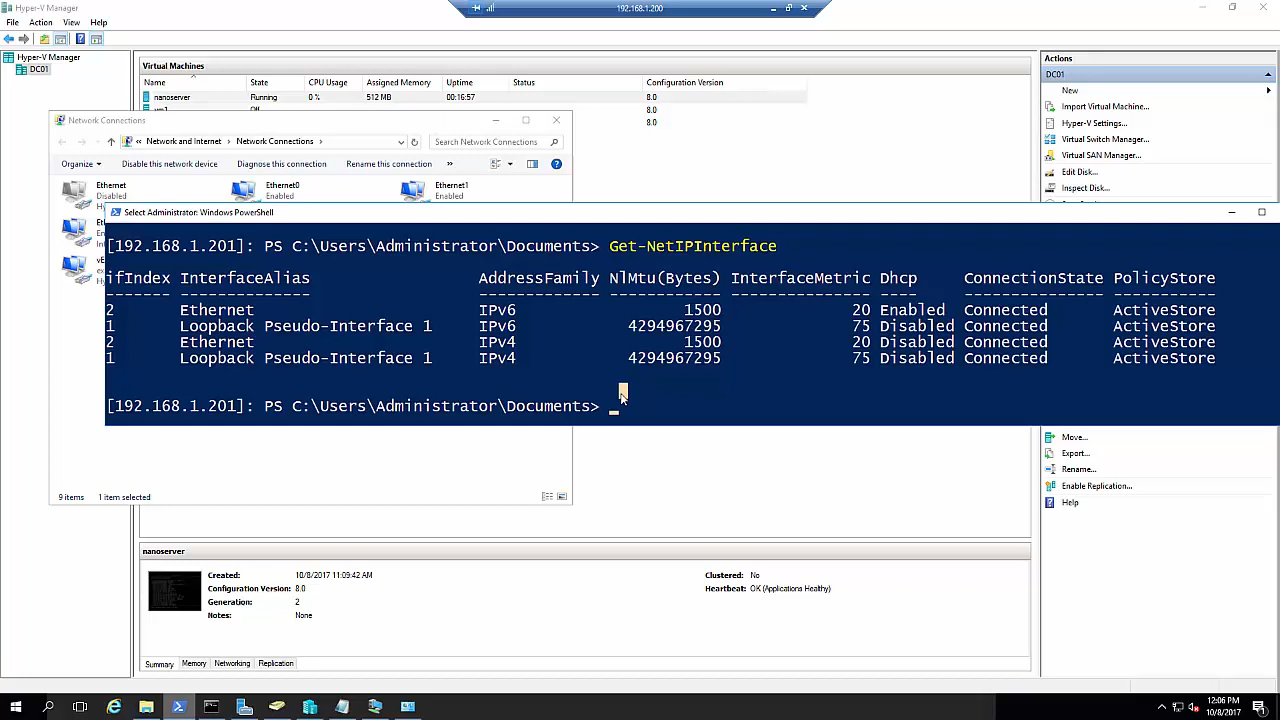 Hyper-V Manager
192.168.1.200
File Action View Help
Hyper-V Manager
DC01
Virtual Machines
Name State CPU Usage Assigned Memory Uptime Status Configuration Version
nanoserver Running 0 % 512 MB 00:16:57 8.0
8.0
8.0
Network Connections
Network and Internet Network Connections Search Network Connections
Organize Disable this network device Diagnose this connection
Ethernet Ethernet0 Ethernet1
Disabled Enabled Enabled
Select Administrator: Windows PowerShell
[192.168.1.201]: PS C:\Users\Administrator\Documents> Get-NetIPInterface
ifIndex InterfaceAlias AddressFamily NlMtu(Bytes) InterfaceMetric Dhcp ConnectionState PolicyStore
------- -------------- ------------- ------------ --------------- ---- --------------- -----------
2 Ethernet IPv6 1500 20 Enabled Connected ActiveStore
1 Loopback Pseudo-Interface 1 IPv6 4294967295 75 Disabled Connected ActiveStore
2 Ethernet IPv4 1500 20 Disabled Connected ActiveStore
1 Loopback Pseudo-Interface 1 IPv4 4294967295 75 Disabled Connected ActiveStore
[192.168.1.201]: PS C:\Users\Administrator\Documents>
9 items 1 item selected
nanoserver
Created: 10/8/2017 11:09:42 AM Clustered: No
Configuration Version: 8.0 Heartbeat: OK (Applications Healthy)
Generation: 2
Notes: None
Summary Memory Networking Replication
Actions
DC01
New
Import Virtual Machine...
Hyper-V Settings...
Virtual Switch Manager...
Virtual SAN Manager...
Edit Disk...
Inspect Disk...
Move...
Export...
Rename...
Enable Replication...
Help
12:06 PM
10/8/2017